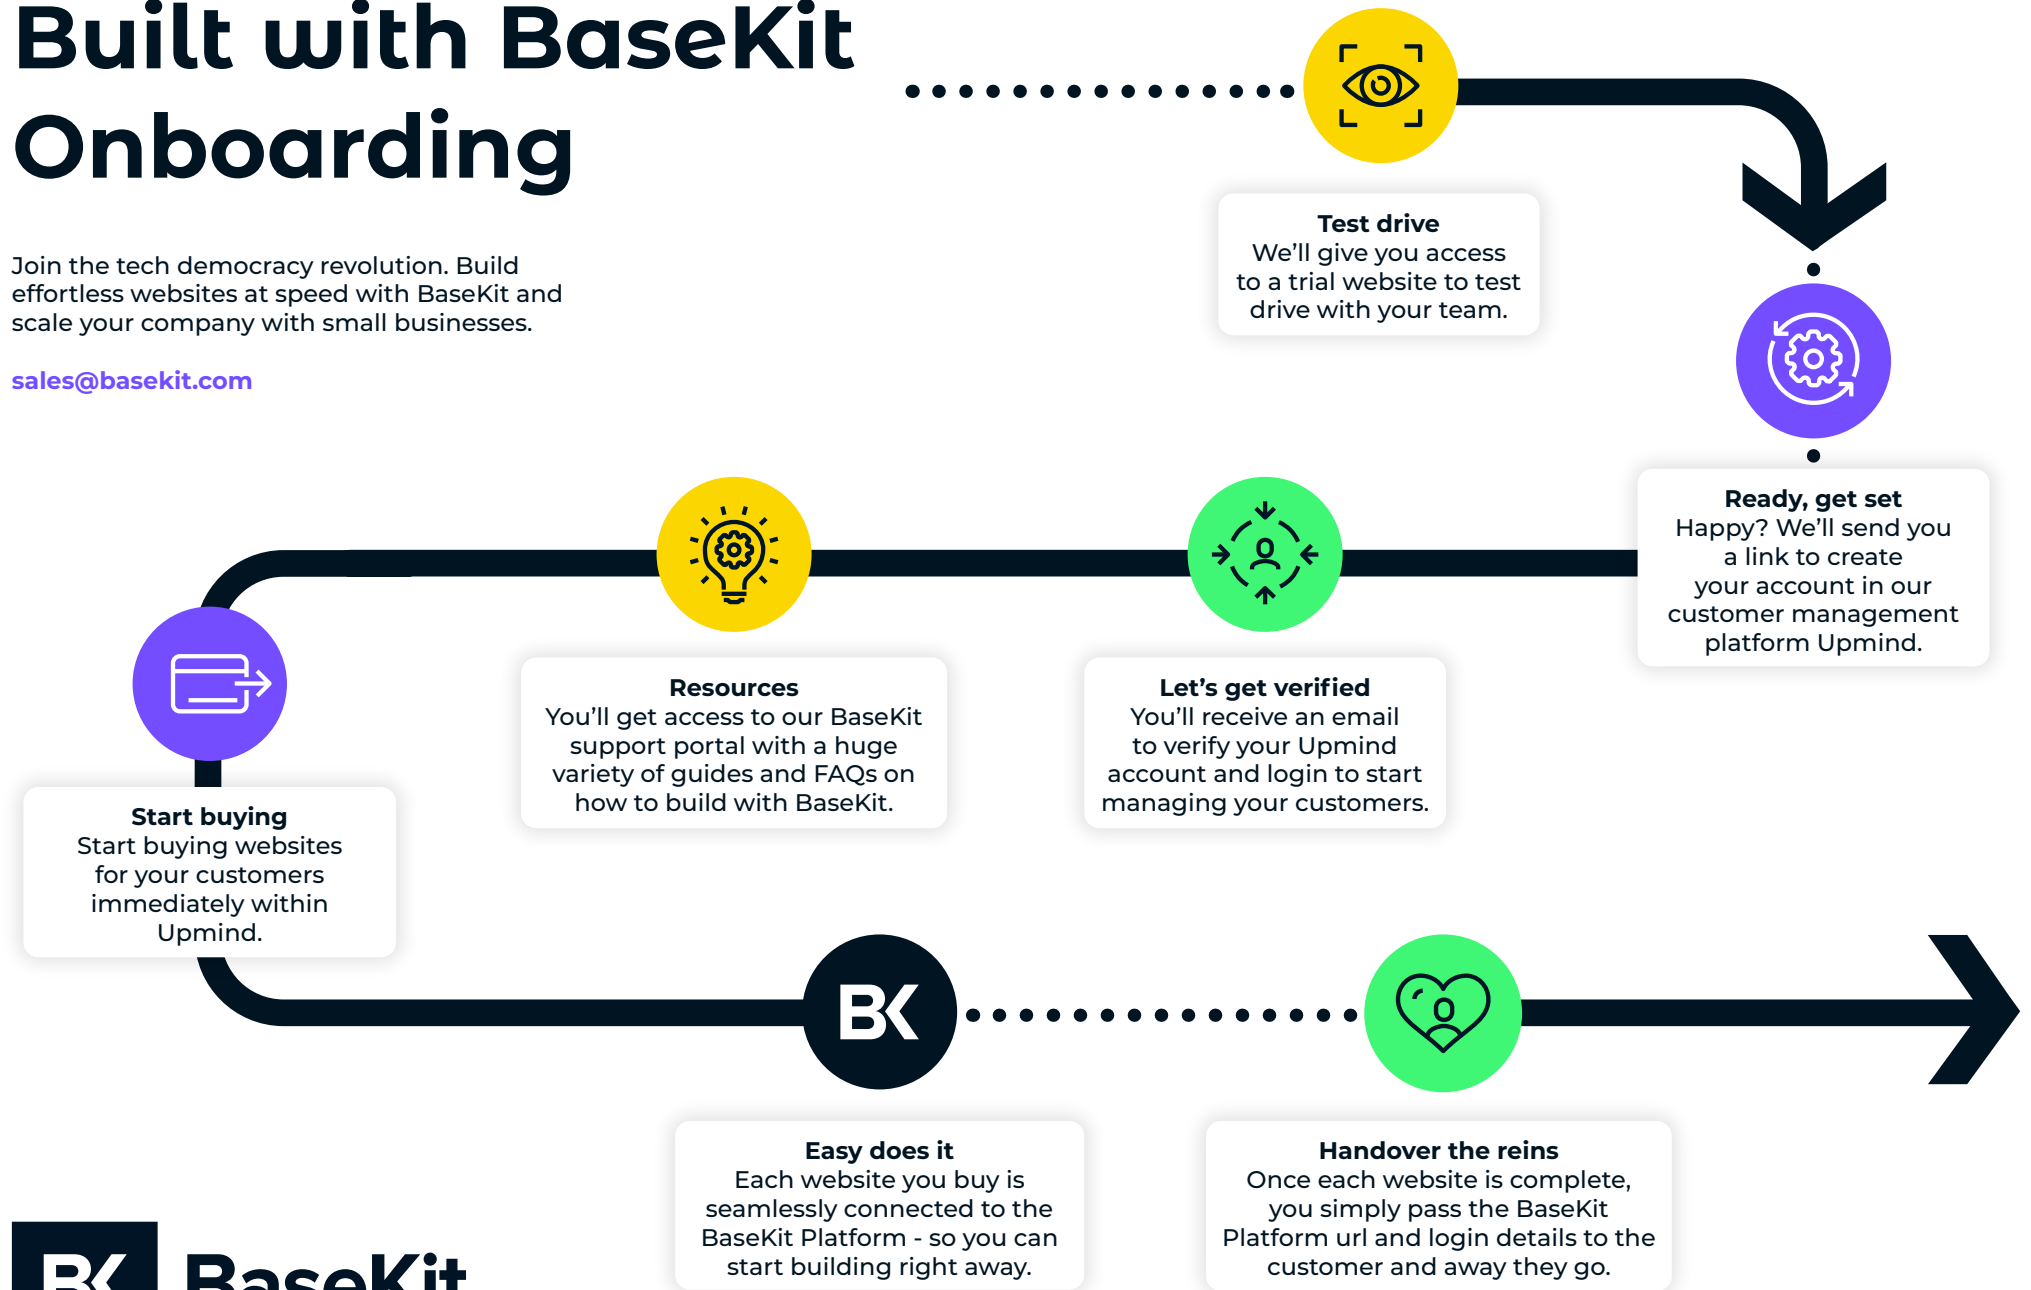 Built with BaseKit
Onboarding
Join the tech democracy revolution. Build
effortless websites at speed with BaseKit and
scale your company with small businesses.
sales@basekit.com
Test drive
We'll give you access
to a trial website to test
drive with your team.
Ready, get set
Happy? We'll send you
a link to create
your account in our
customer management
platform Upmind.
Let's get verified
You'll receive an email
to verify your Upmind
account and login to start
managing your customers.
Resources
You'll get access to our BaseKit
support portal with a huge
variety of guides and FAQs on
how to build with BaseKit.
Start buying
Start buying websites
for your customers
immediately within
Upmind.
BK
Easy does it
Each website you buy is
seamlessly connected to the
BaseKit Platform - so you can
start building right away.
Handover the reins
Once each website is complete,
you simply pass the BaseKit
Platform url and login details to the
customer and away they go.
BK BaseKit